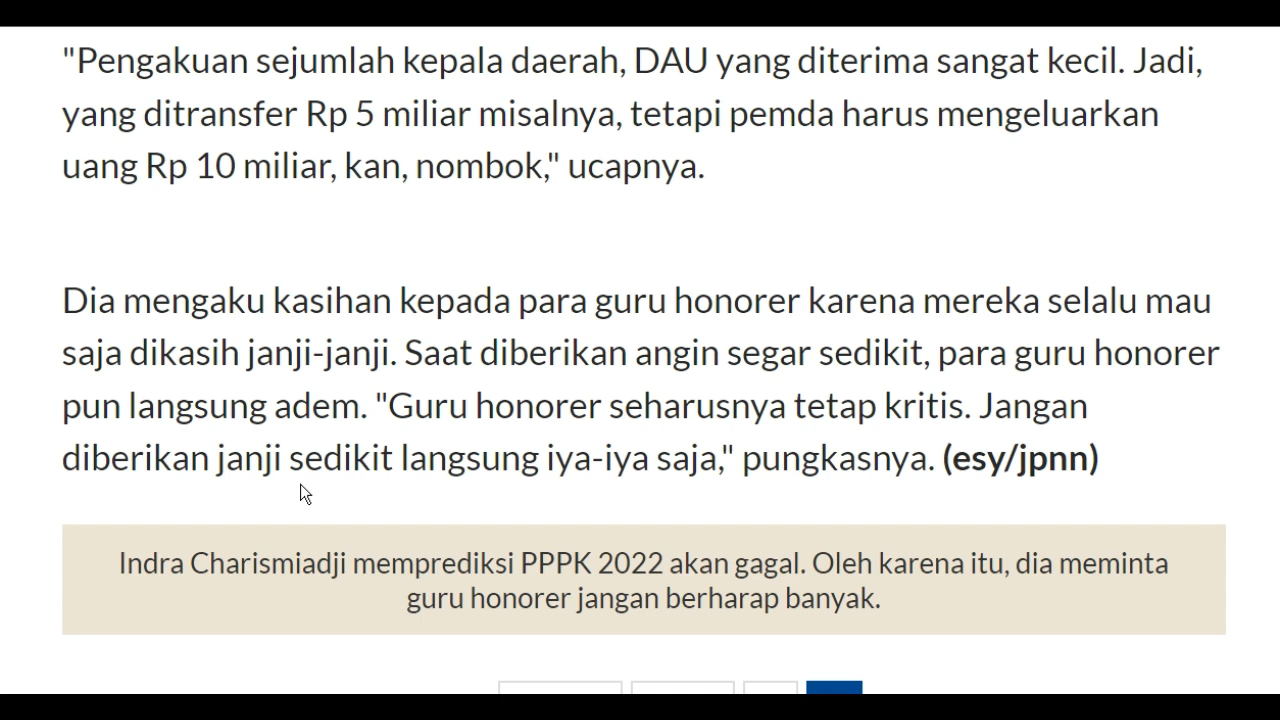 "Pengakuan sejumlah kepala daerah, DAU yang diterima sangat kecil. Jadi,
yang ditransfer Rp 5 miliar misalnya, tetapi pemda harus mengeluarkan
uang Rp 10 miliar, kan, nombok," ucapnya.
Dia mengaku kasihan kepada para guru honorer karena mereka selalu mau
saja dikasih janji-janji. Saat diberikan angin segar sedikit, para guru honorer
pun langsung adem. "Guru honorer seharusnya tetap kritis. Jangan
diberikan janji sedikit langsung iya-iya saja," pungkasnya. (esy/jpnn)
Indra Charismiadji memprediksi PPPK 2022 akan gagal. Oleh karena itu, dia meminta
guru honorer jangan berharap banyak.